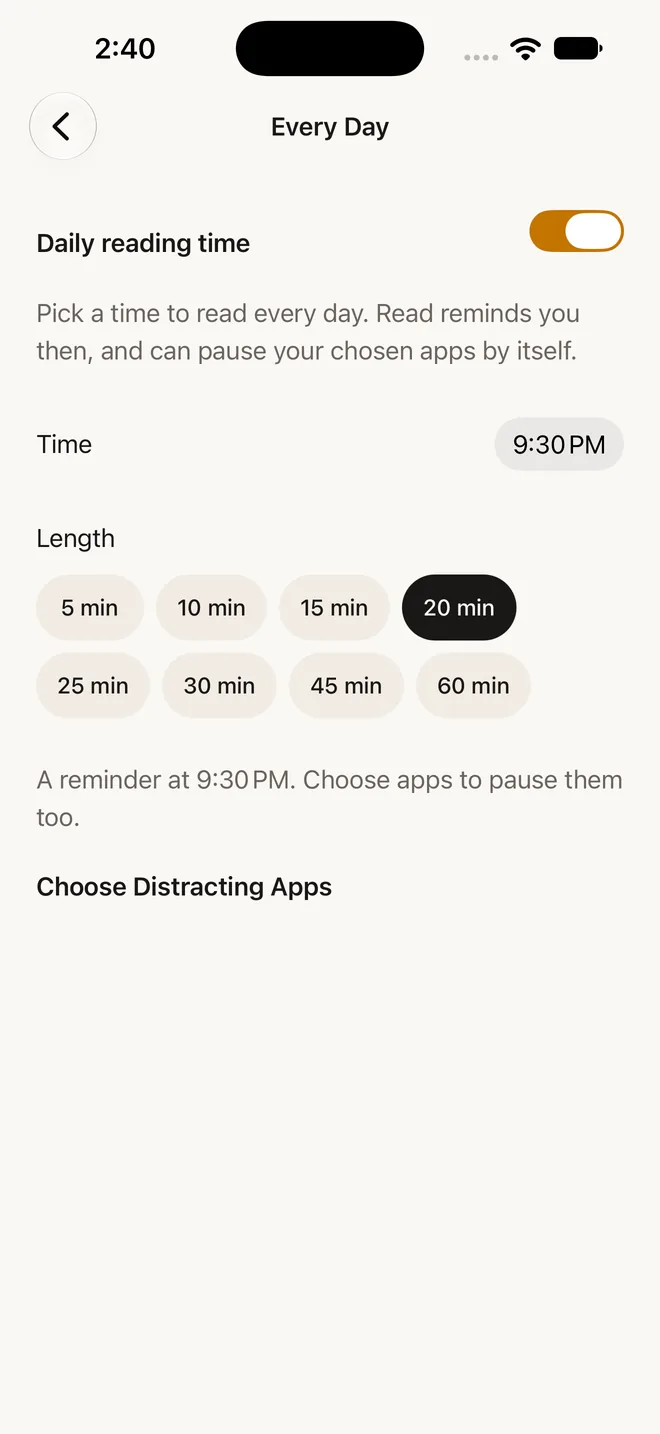 2:40
Every Day
Daily reading time
Pick a time to read every day. Read reminds you
then, and can pause your chosen apps by itself.
Time
9:30 PM
Length
5 min
10 min
15 min
20 min
25 min
30 min
45 min
60 min
A reminder at 9:30 PM. Choose apps to pause them
too.
Choose Distracting Apps